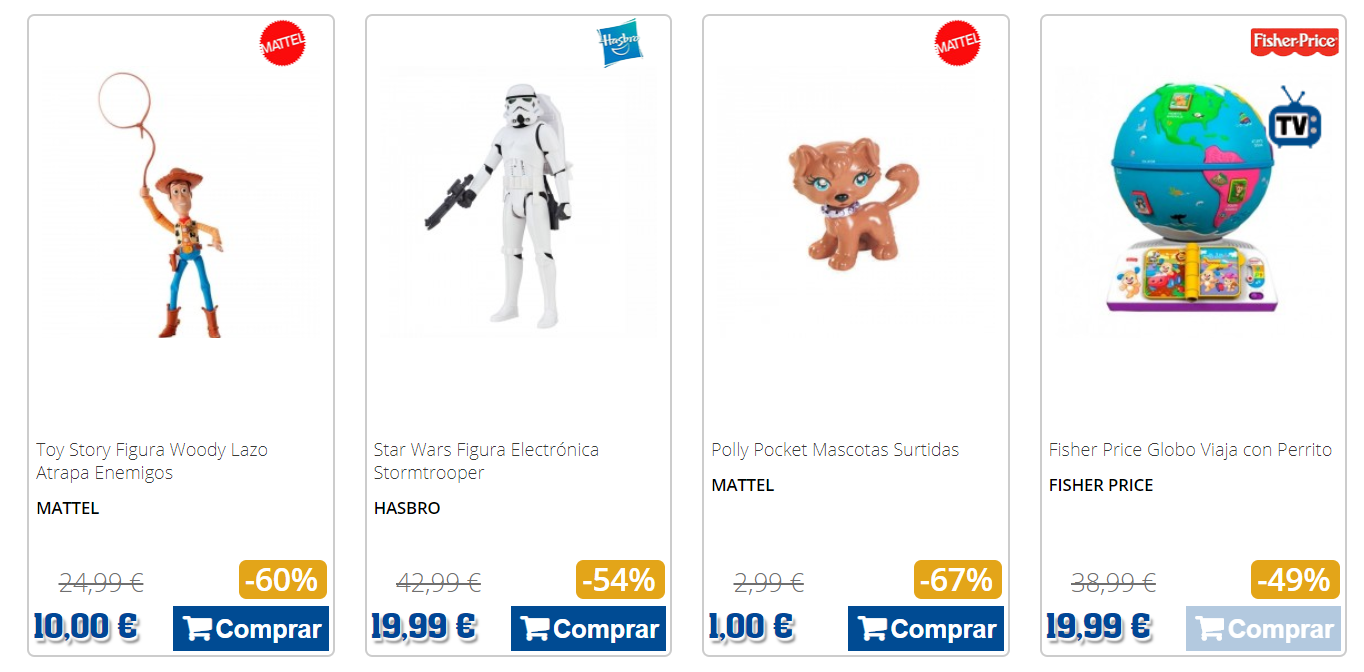 MATTEL
Toy Story Figura Woody Lazo
Atrapa Enemigos
MATTEL
24,99 €
-60%
10,00 €
Comprar
Hasbro
Star Wars Figura Electrónica
Stormtrooper
HASBRO
42,99 €
-54%
19,99 €
Comprar
MATTEL
Polly Pocket Mascotas Surtidas
MATTEL
2,99 €
-67%
1,00 €
Comprar
Fisher-Price
TV
Fisher Price Globo Viaja con Perrito
FISHER PRICE
38,99 €
-49%
19,99 €
Comprar